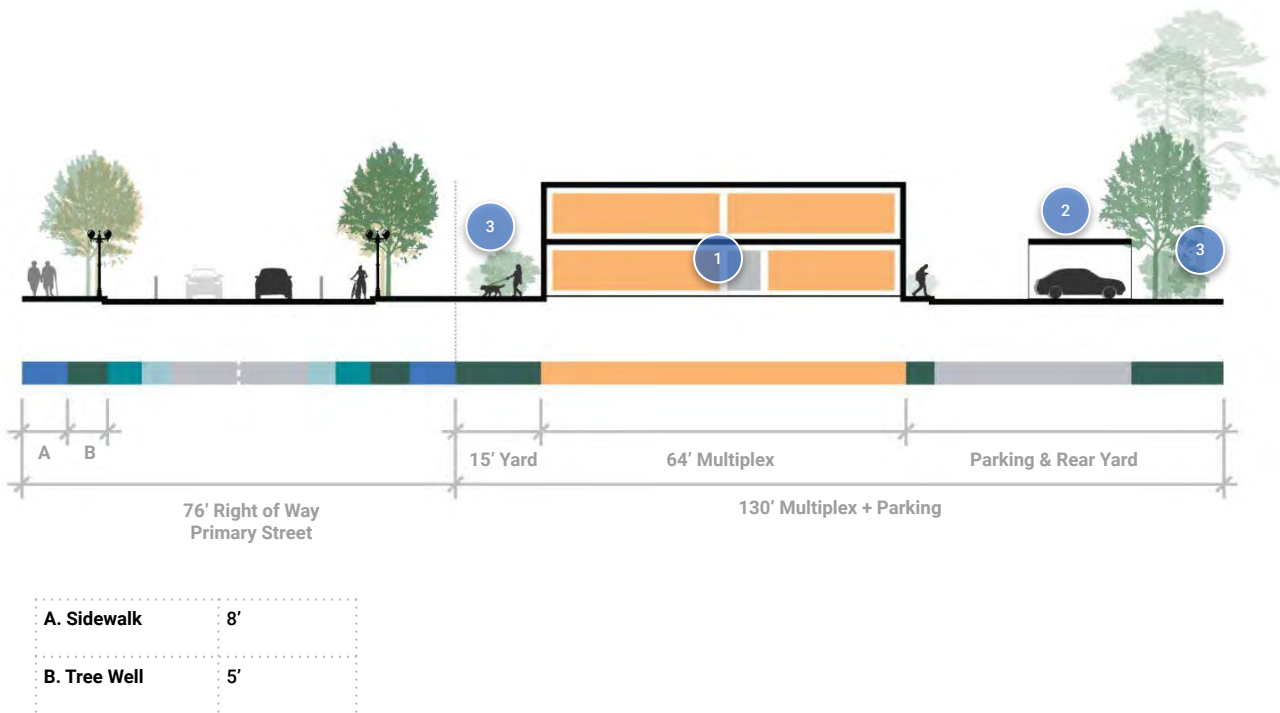 3
2
3
1
A
B
15’ Yard
64’ Multiplex
Parking & Rear Yard
76’ Right of Way
Primary Street
130’ Multiplex + Parking
A. Sidewalk 8’
B. Tree Well 5’